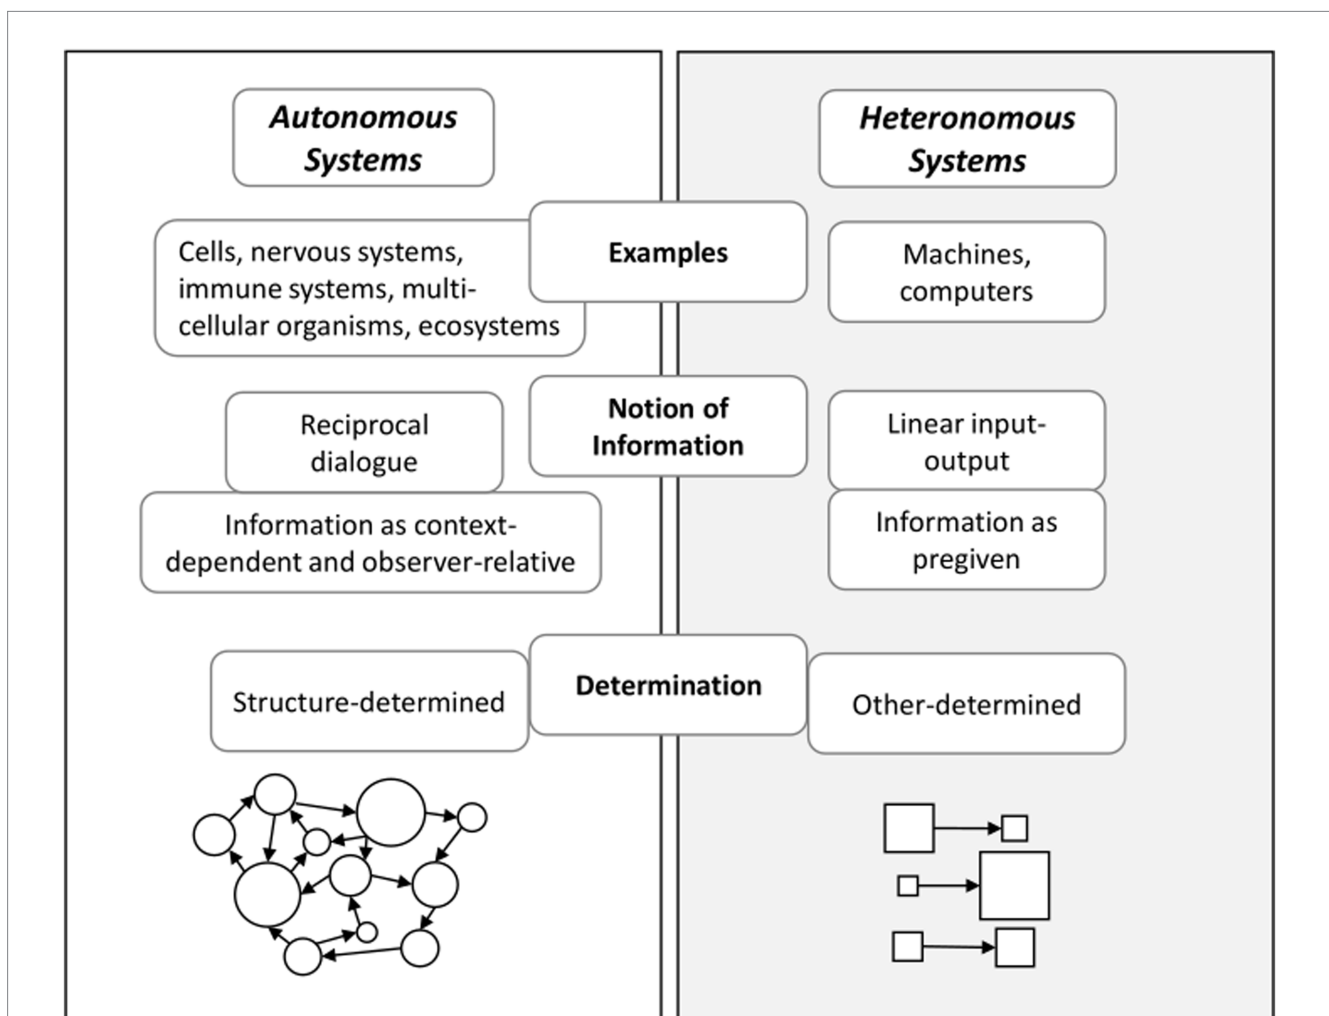 Autonomous
Systems
Heteronomous
Systems
Examples
Cells, nervous systems,
immune systems, multi-
cellular organisms, ecosystems
Machines,
computers
Notion of
Information
Reciprocal
dialogue
Linear input-
output
Information as context-
dependent and observer-relative
Information as
pregiven
Determination
Structure-determined
Other-determined